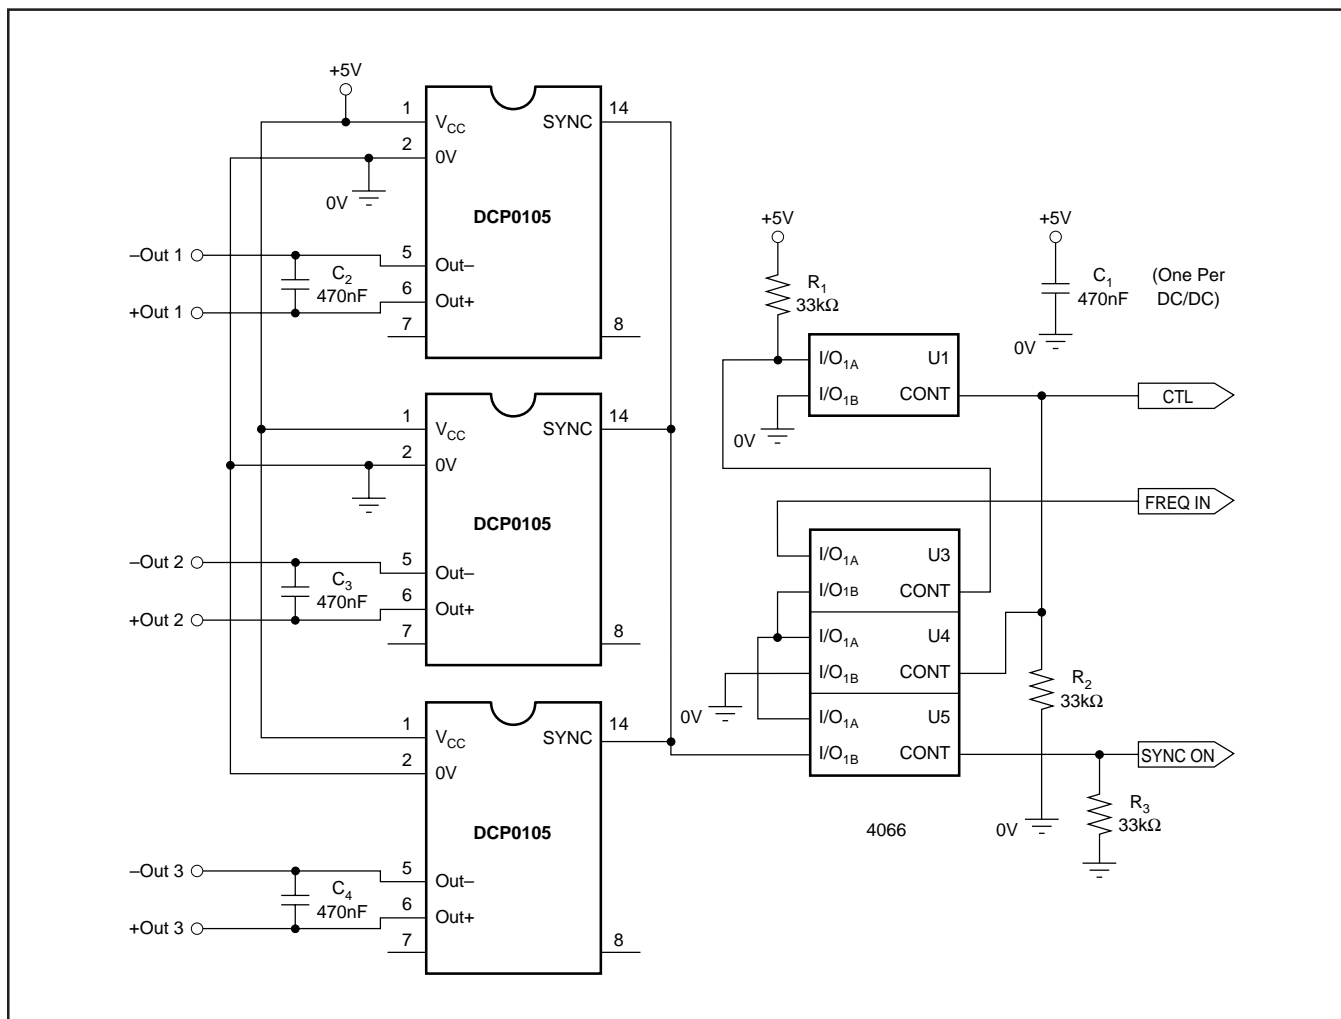 +5V
1
V_CC
SYNC
14
2
0V
0V
DCP0105
–Out 1
5
Out–
C_2
470nF
6
Out+
+Out 1
7
8
1
V_CC
SYNC
14
2
0V
DCP0105
–Out 2
5
Out–
C_3
470nF
6
Out+
+Out 2
7
8
1
V_CC
SYNC
14
2
0V
DCP0105
–Out 3
5
Out–
C_4
470nF
6
Out+
+Out 3
7
8
+5V
R_1
33kΩ
+5V
C_1
470nF
(One Per
DC/DC)
0V
I/O_1A
U1
I/O_1B
CONT
0V
CTL
FREQ IN
I/O_1A
U3
I/O_1B
CONT
I/O_1A
U4
I/O_1B
CONT
0V
I/O_1A
U5
I/O_1B
CONT
R_2
33kΩ
SYNC ON
4066
0V
R_3
33kΩ